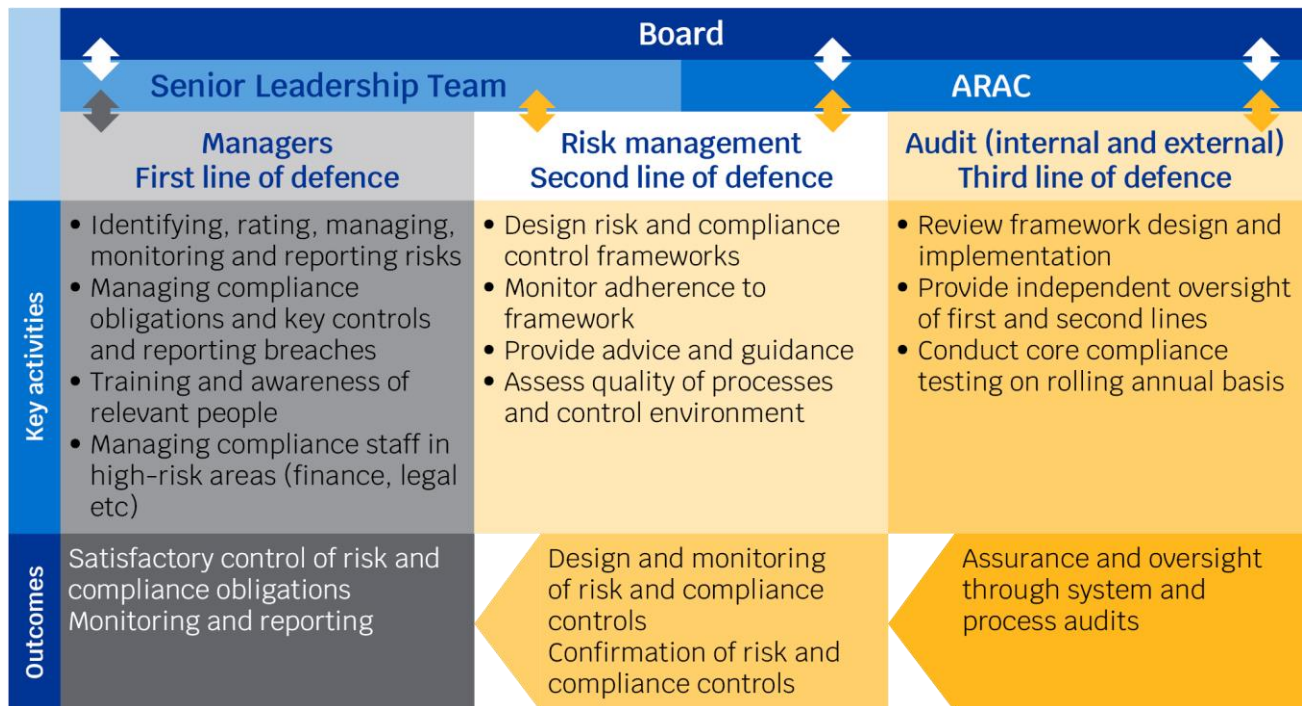 Board
Senior Leadership Team
ARAC
Managers
First line of defence
Risk management
Second line of defence
Audit (internal and external)
Third line of defence
Key activities
• Identifying, rating, managing,
monitoring and reporting risks
• Managing compliance
obligations and key controls
and reporting breaches
• Training and awareness of
relevant people
• Managing compliance staff in
high-risk areas (finance, legal
etc)
• Design risk and compliance
control frameworks
• Monitor adherence to
framework
• Provide advice and guidance
• Assess quality of processes
and control environment
• Review framework design and
implementation
• Provide independent oversight
of first and second lines
• Conduct core compliance
testing on rolling annual basis
Outcomes
Satisfactory control of risk and
compliance obligations
Monitoring and reporting
Design and monitoring
of risk and compliance
controls
Confirmation of risk and
compliance controls
Assurance and oversight
through system and
process audits